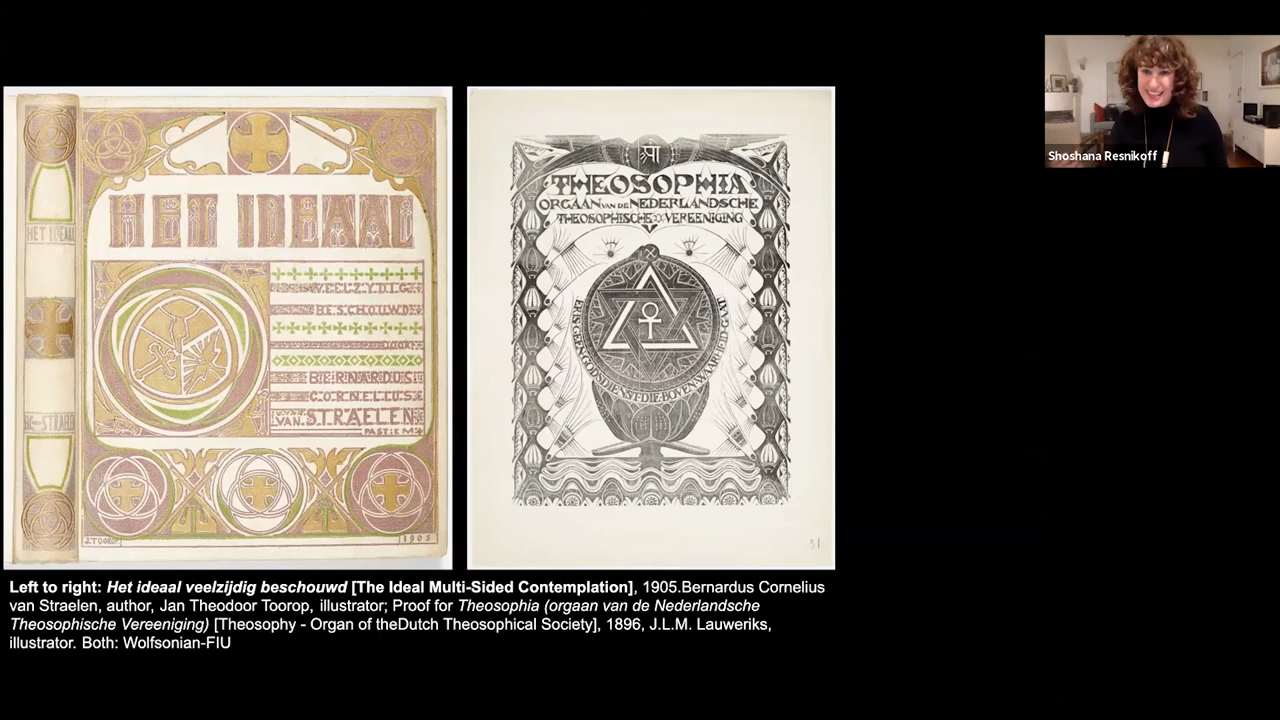 HET IDEAAL
VEELZYDIG
BESCHOUWD
DOOR
BERNARDUS
CORNELIUS
VAN STRAELEN
PASTIE M
J.TOOROP
1905
HET IDEAAL
THEOSOPHIA
ORGAAN VAN DE NEDERLANDSCHE
THEOSOPHISCHE VEREENIGING
ER IS GEEN GODSDIENST DIE BOVEN WAARHEID GAAT
31
Left to right: Het ideaal veelzijdig beschouwd [The Ideal Multi-Sided Contemplation], 1905.Bernardus Cornelius
van Straelen, author, Jan Theodoor Toorop, illustrator; Proof for Theosophia (orgaan van de Nederlandsche
Theosophische Vereeniging) [Theosophy - Organ of theDutch Theosophical Society], 1896, J.L.M. Lauweriks,
illustrator. Both: Wolfsonian-FIU
Shoshana Resnikoff